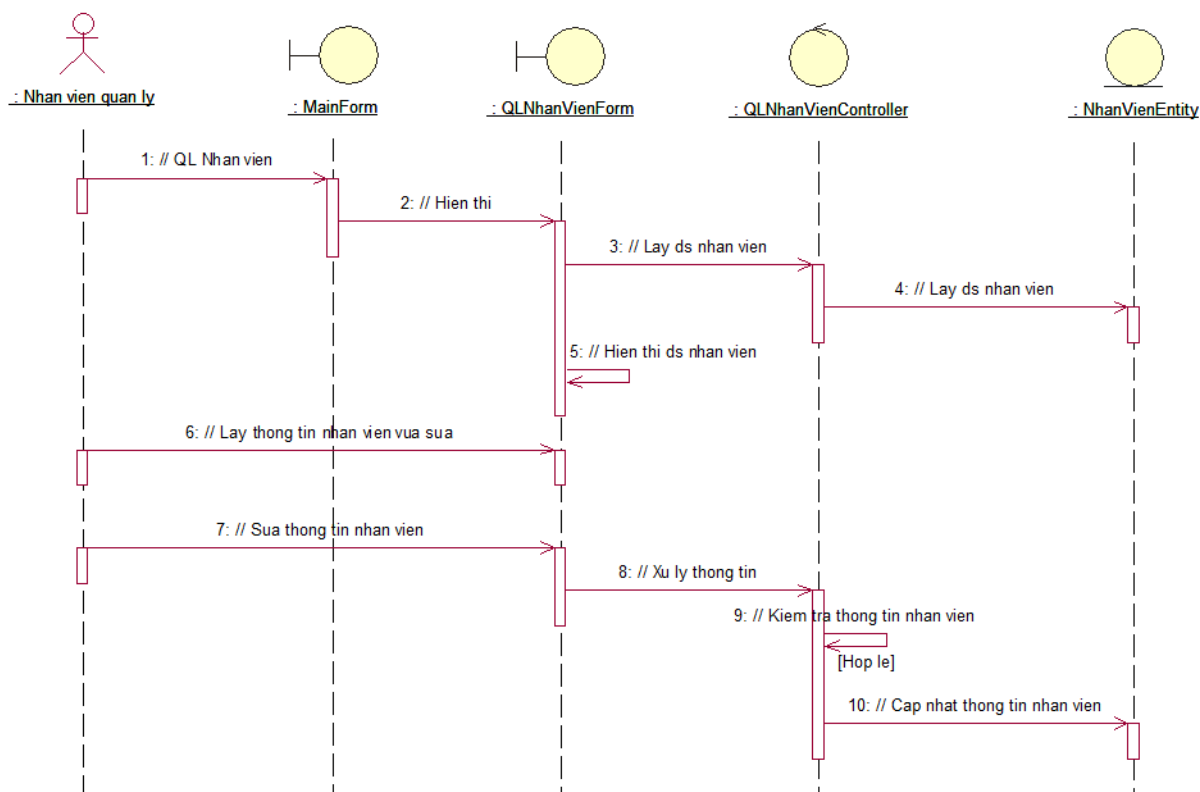 : Nhan vien quan ly
: MainForm
: QLNhanVienForm
: QLNhanVienController
: NhanVienEntity
1: // QL Nhan vien
2: // Hien thi
3: // Lay ds nhan vien
4: // Lay ds nhan vien
5: // Hien thi ds nhan vien
6: // Lay thong tin nhan vien vua sua
7: // Sua thong tin nhan vien
8: // Xu ly thong tin
9: // Kiem tra thong tin nhan vien
[Hop le]
10: // Cap nhat thong tin nhan vien